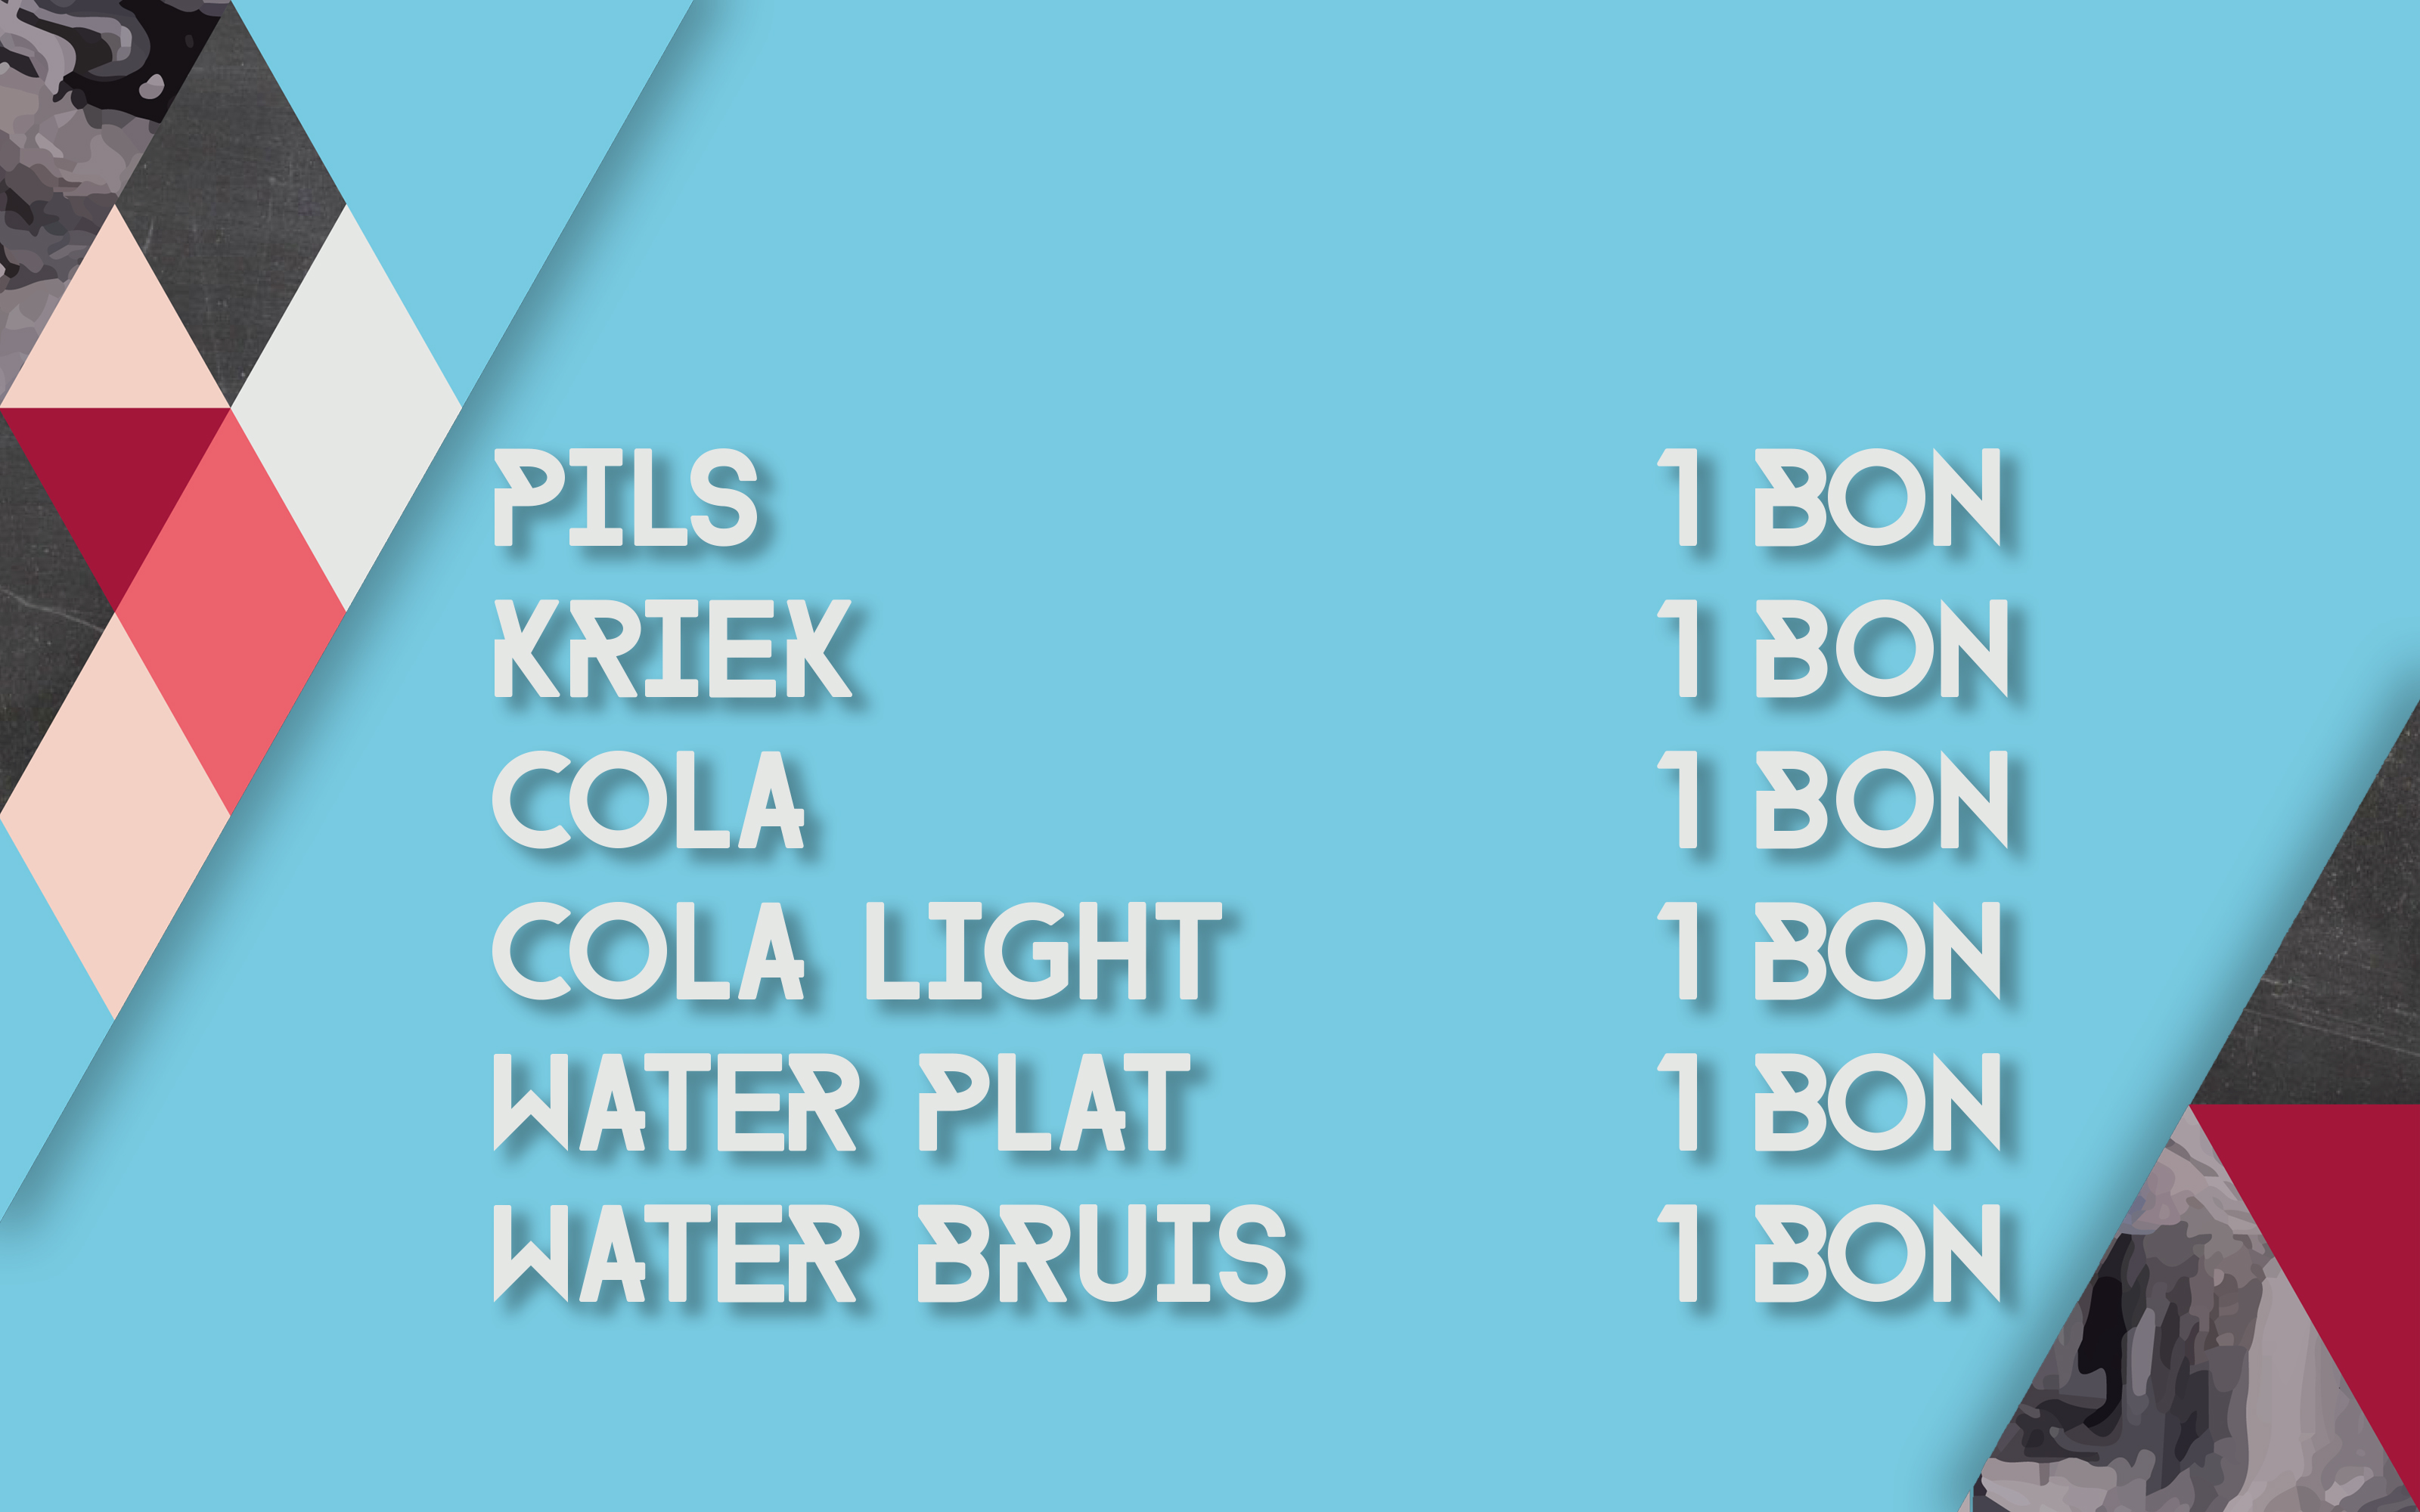 PILS 1 BON
KRIEK 1 BON
COLA 1 BON
COLA LIGHT 1 BON
WATER PLAT 1 BON
WATER BRUIS 1 BON